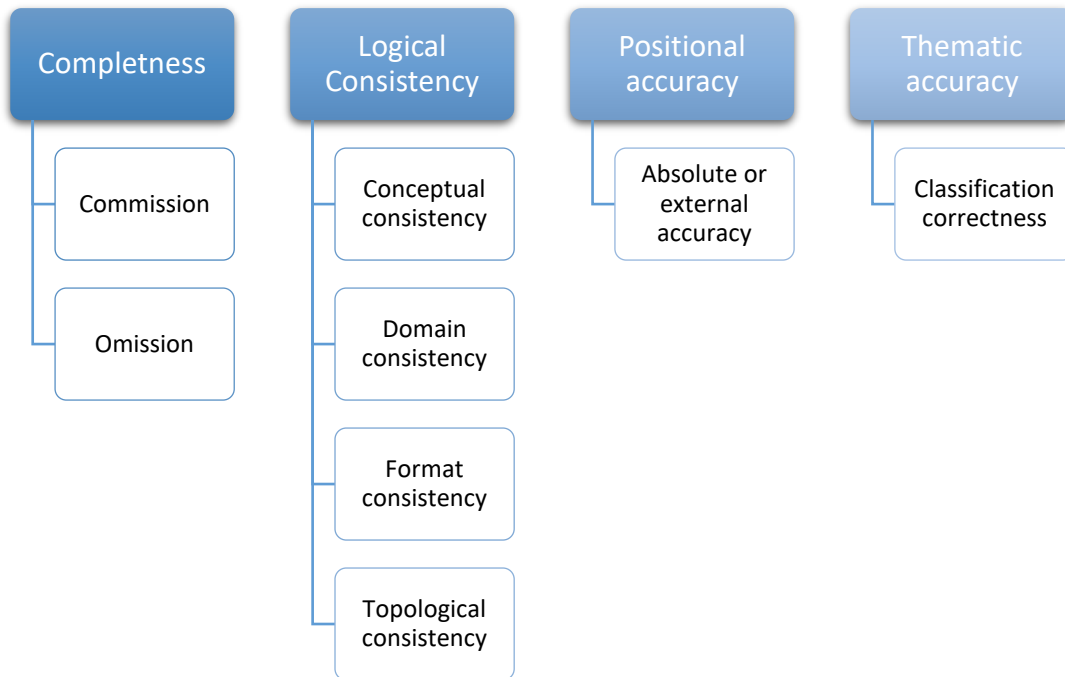 Completness
Commission
Omission
Logical
Consistency
Conceptual
consistency
Domain
consistency
Format
consistency
Topological
consistency
Positional
accuracy
Absolute or
external
accuracy
Thematic
accuracy
Classification
correctness